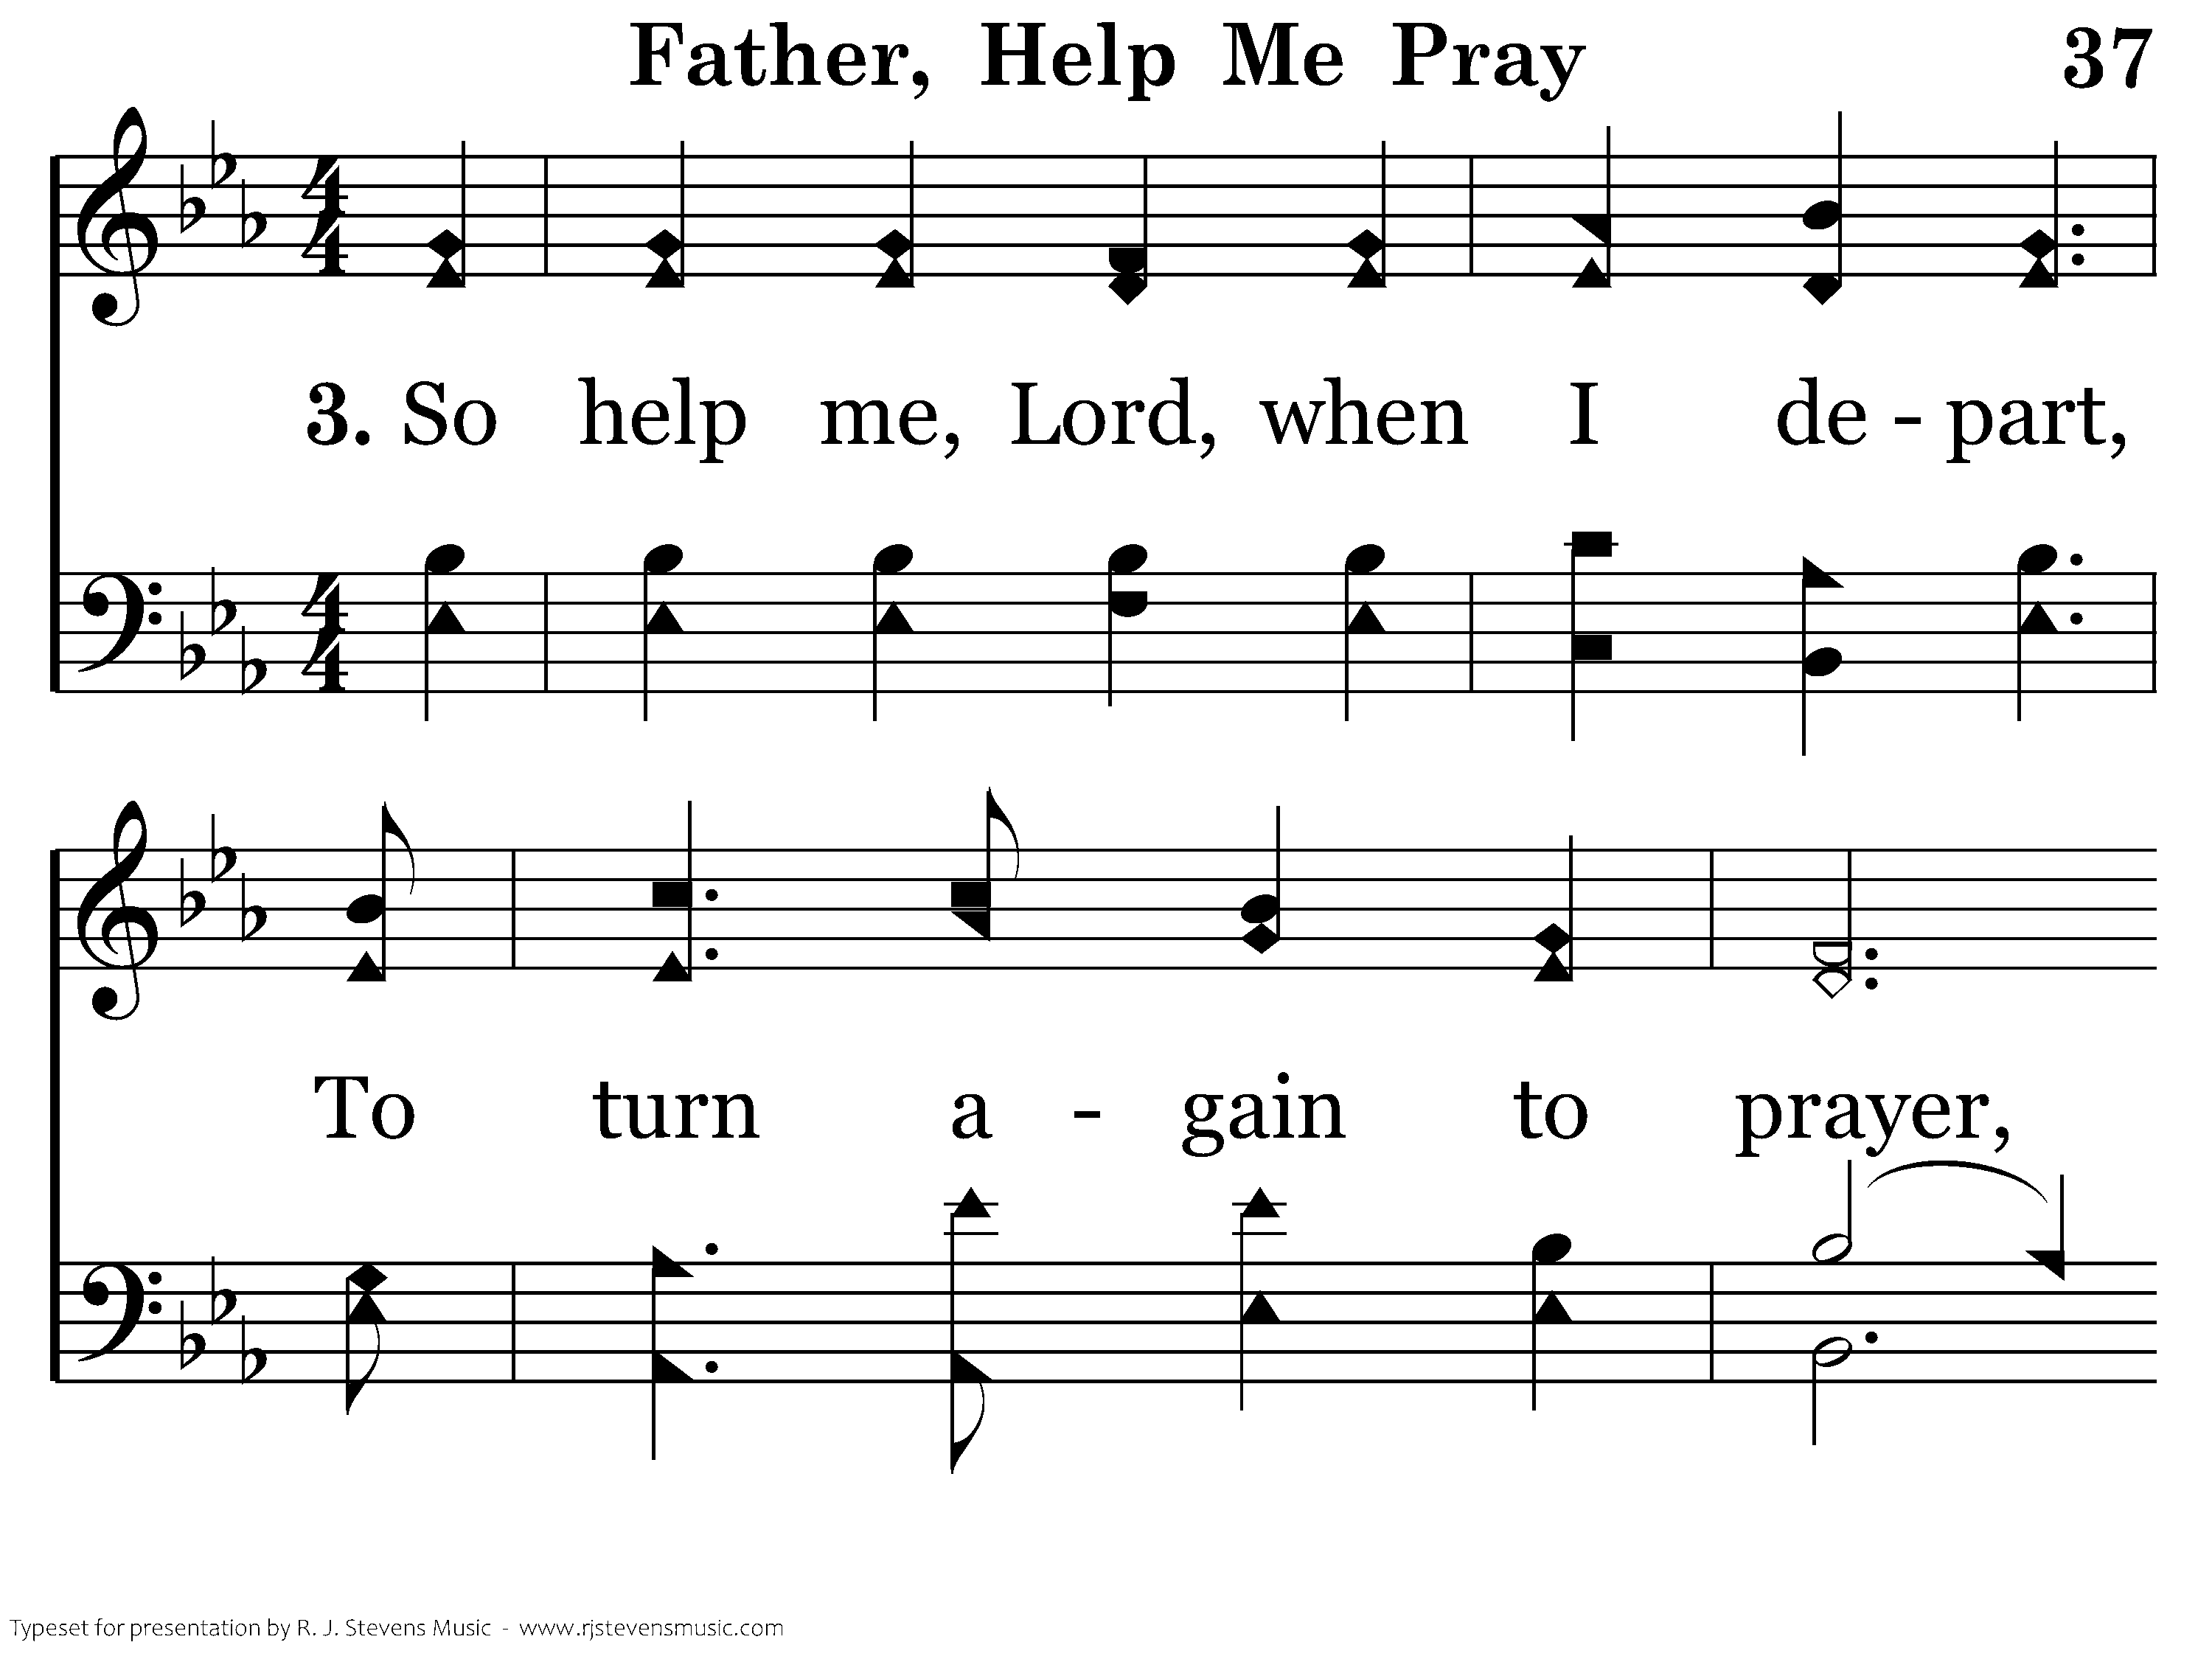 Father, Help Me Pray 37
3. So help me, Lord, when I de - part,
To turn a - gain to prayer,
Typeset for presentation by R. J. Stevens Music - www.rjstevensmusic.com